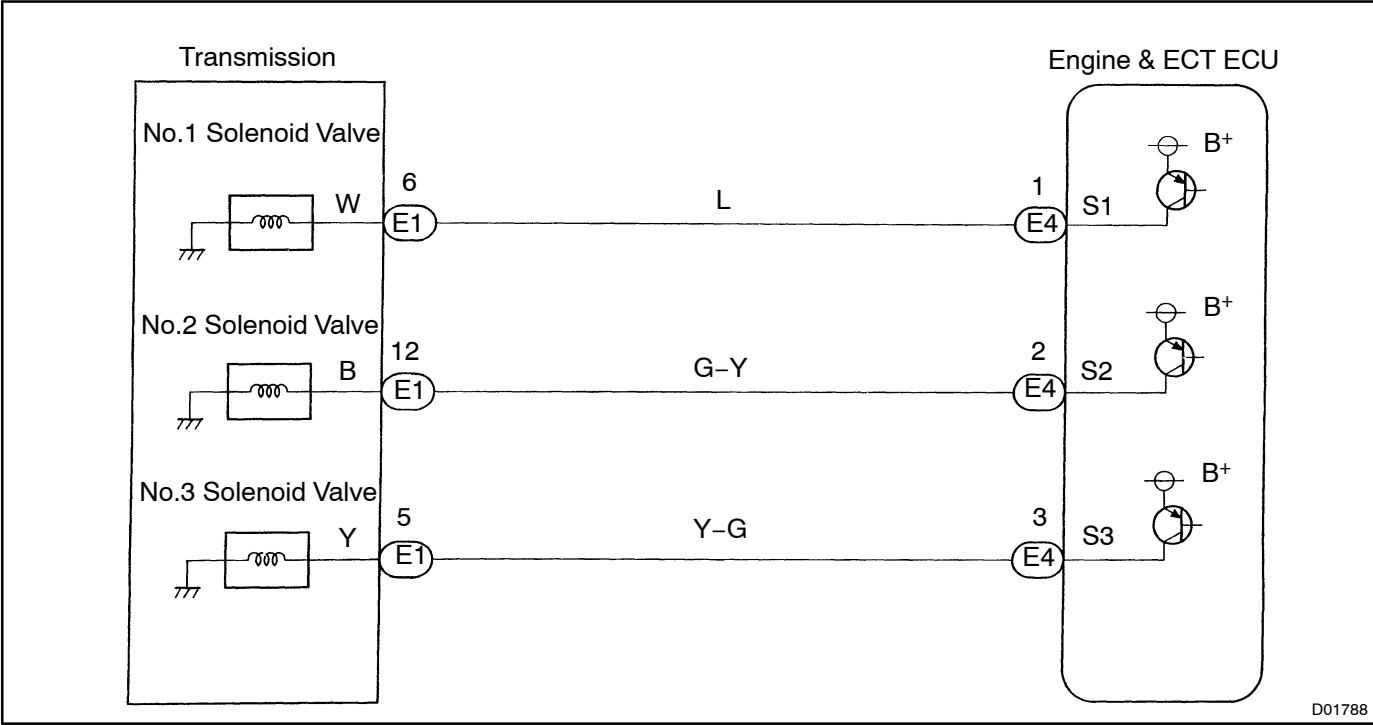 Transmission
Engine & ECT ECU
No.1 Solenoid Valve
B+
W
6
L
1
S1
E1
E4
No.2 Solenoid Valve
B+
B
12
G–Y
2
S2
E1
E4
No.3 Solenoid Valve
B+
Y
5
Y–G
3
S3
E1
E4
D01788